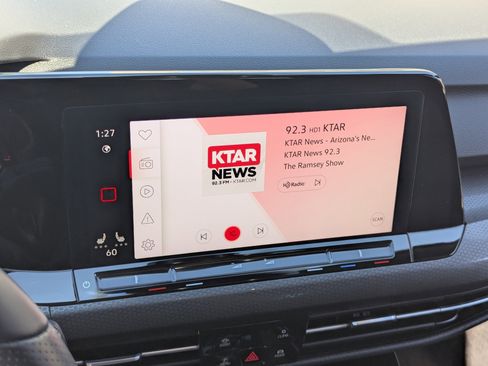 1:27
60
KTAR
NEWS
92.3 FM • KTAR.COM
92.3 HD1 KTAR
KTAR News - Arizona's Ne...
KTAR News 92.3
The Ramsey Show
HD Radio
SCAN